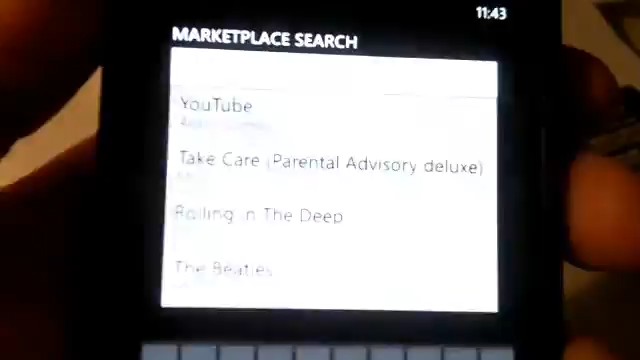 11:43
MARKETPLACE SEARCH
YouTube
Take Care (Parental Advisory deluxe)
Rolling In The Deep
The Beatles